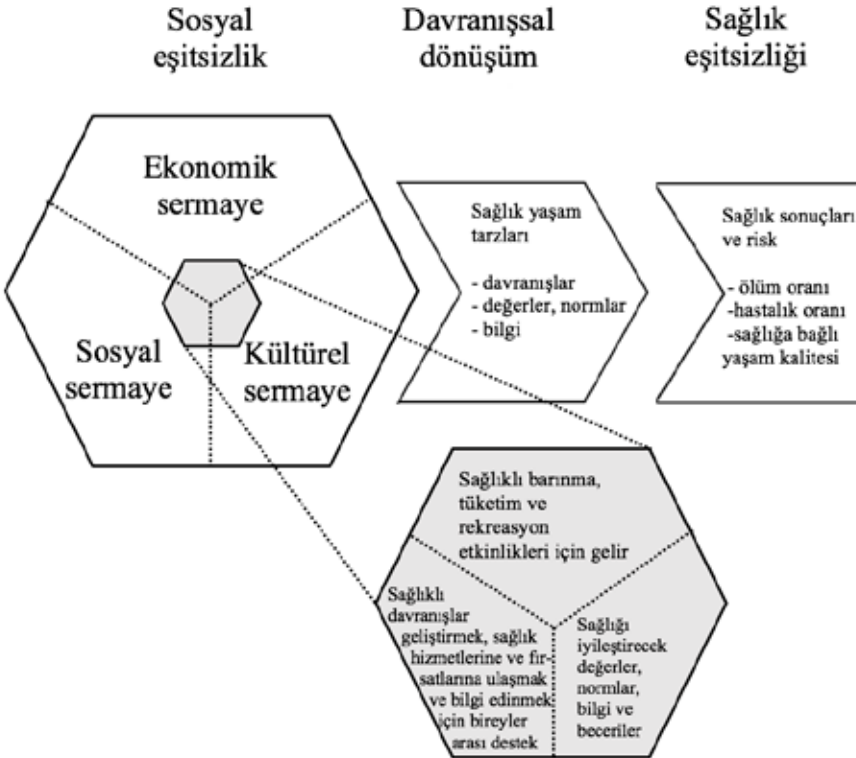 Sosyal
eşitsizlik
Davranışsal
dönüşüm
Sağlık
eşitsizliği
Ekonomik
sermaye
Sosyal
sermaye
Kültürel
sermaye
Sağlık yaşam
tarzları
- davranışlar
- değerler, normlar
- bilgi
Sağlık sonuçları
ve risk
- ölüm oranı
-hastalık oranı
-sağlığa bağlı
yaşam kalitesi
Sağlıklı barınma,
tüketim ve
rekreasyon
etkinlikleri için gelir
Sağlıklı
davranışlar
geliştirmek, sağlık
hizmetlerine ve fır-
satlarına ulaşmak
ve bilgi edinmek
için bireyler
arası destek
Sağlığı
iyileştirecek
değerler,
normlar,
bilgi ve
beceriler